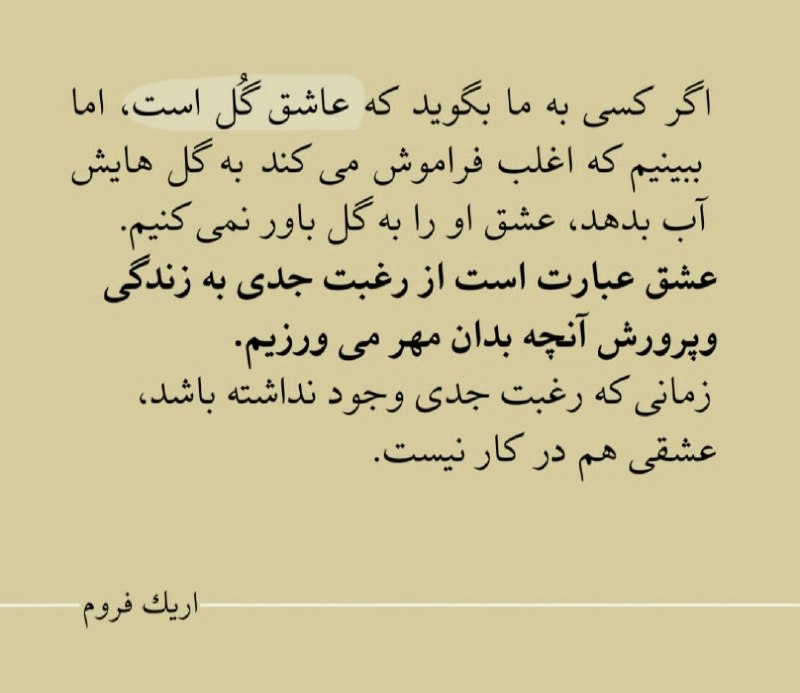 اگر کسی به ما بگوید که عاشق گُل است، اما
ببینیم که اغلب فراموش می کند به گل هایش
آب بدهد، عشق او را به گل باور نمی کنیم.
عشق عبارت است از رغبت جدی به زندگی
وپرورش آنچه بدان مهر می ورزیم.
زمانی که رغبت جدی وجود نداشته باشد،
عشقی هم در کار نیست.
اریك فروم